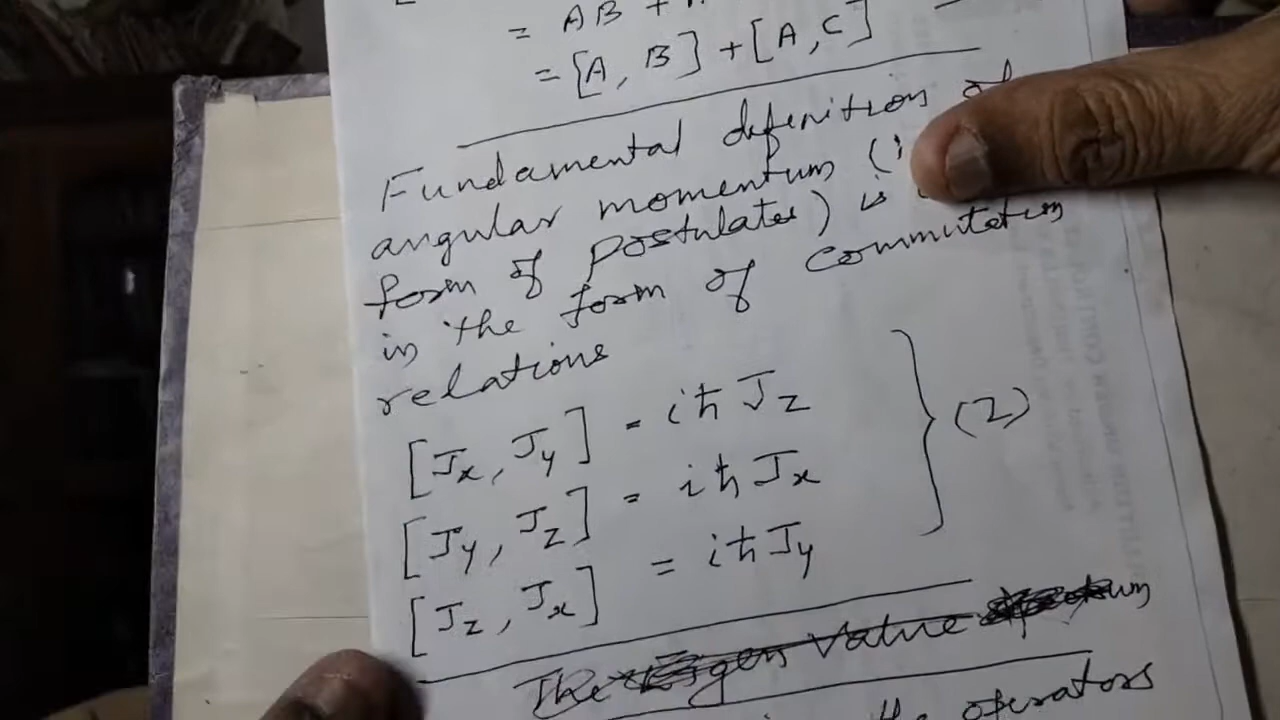 = AB +
= [A, B] + [A, C]
Fundamental definition of
angular momentum (i
form of postulates) is
in the form of commutation
relations
[Jx, Jy] = iħ Jz
[Jy, Jz] = iħ Jx } (2)
[Jz, Jx] = iħ Jy
The eigen Value
the operators